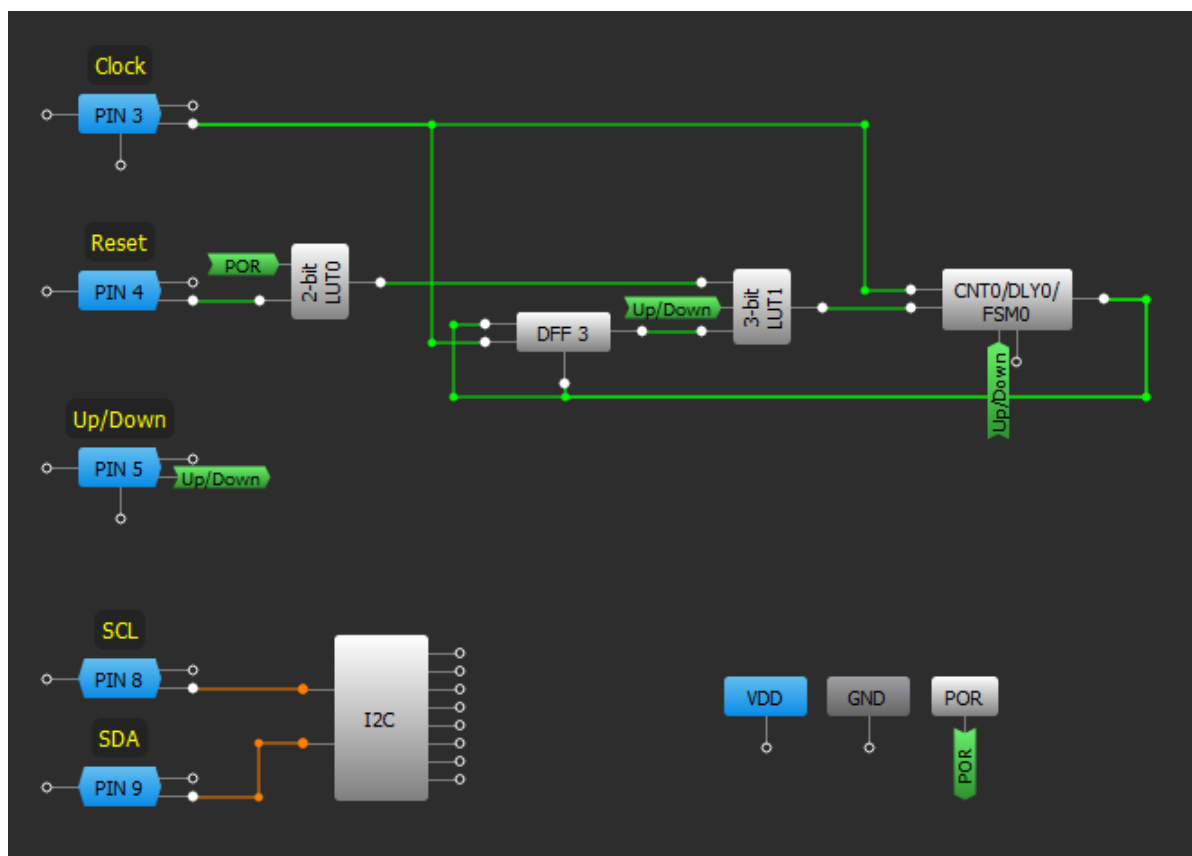 Clock
PIN 3
Reset
POR
2-bit
LUT0
PIN 4
Up/Down
3-bit
LUT1
CNT0/DLY0/
FSM0
DFF 3
Up/Down
Up/Down
PIN 5
Up/Down
SCL
PIN 8
I2C
SDA
PIN 9
VDD
GND
POR
POR